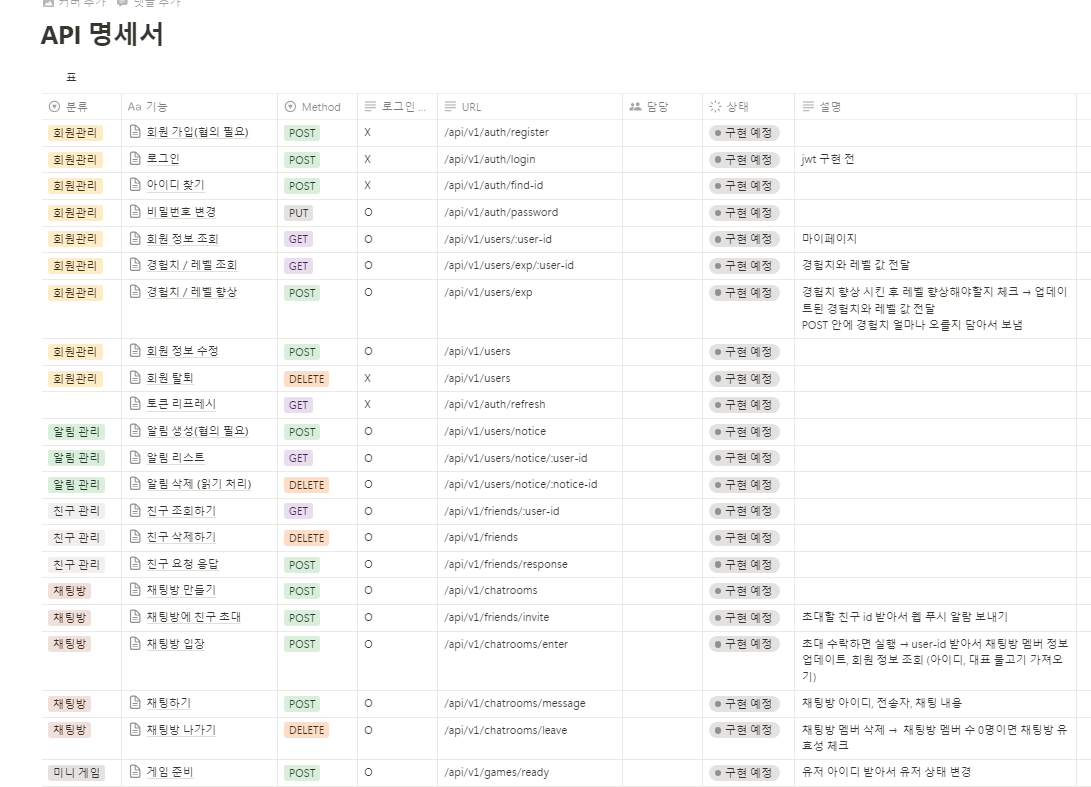 커버 추가 댓글 추가
API 명세서
표
분류 Aa 기능 Method 로그인 ... URL 담당 상태 설명
회원관리 회원 가입(협의 필요) POST X /api/v1/auth/register 구현 예정
회원관리 로그인 POST X /api/v1/auth/login 구현 예정 jwt 구현 전
회원관리 아이디 찾기 POST X /api/v1/auth/find-id 구현 예정
회원관리 비밀번호 변경 PUT O /api/v1/auth/password 구현 예정
회원관리 회원 정보 조회 GET O /api/v1/users/:user-id 구현 예정 마이페이지
회원관리 경험치 / 레벨 조회 GET O /api/v1/users/exp/:user-id 구현 예정 경험치와 레벨 값 전달
회원관리 경험치 / 레벨 향상 POST O /api/v1/users/exp 구현 예정 경험치 향상 시킨 후 레벨 향상해야할지 체크 → 업데이
트된 경험치와 레벨 값 전달
POST 안에 경험치 얼마나 오를지 담아서 보냄
회원관리 회원 정보 수정 POST O /api/v1/users 구현 예정
회원관리 회원 탈퇴 DELETE X /api/v1/users 구현 예정
토큰 리프레시 GET X /api/v1/auth/refresh 구현 예정
알림 관리 알림 생성(협의 필요) POST O /api/v1/users/notice 구현 예정
알림 관리 알림 리스트 GET O /api/v1/users/notice/:user-id 구현 예정
알림 관리 알림 삭제 (읽기 처리) DELETE O /api/v1/users/notice/:notice-id 구현 예정
친구 관리 친구 조회하기 GET O /api/v1/friends/:user-id 구현 예정
친구 관리 친구 삭제하기 DELETE O /api/v1/friends 구현 예정
친구 관리 친구 요청 응답 POST O /api/v1/friends/response 구현 예정
채팅방 채팅방 만들기 POST O /api/v1/chatrooms 구현 예정
채팅방 채팅방에 친구 초대 POST O /api/v1/friends/invite 구현 예정 초대할 친구 id 받아서 웹 푸시 알람 보내기
채팅방 채팅방 입장 POST O /api/v1/chatrooms/enter 구현 예정 초대 수락하면 실행 → user-id 받아서 채팅방 멤버 정보
업데이트, 회원 정보 조회 (아이디, 대표 물고기 가져오
기)
채팅방 채팅하기 POST O /api/v1/chatrooms/message 구현 예정 채팅방 아이디, 전송자, 채팅 내용
채팅방 채팅방 나가기 DELETE O /api/v1/chatrooms/leave 구현 예정 채팅방 멤버 삭제 → 채팅방 멤버 수 0명이면 채팅방 유
효성 체크
미니 게임 게임 준비 POST O /api/v1/games/ready 구현 예정 유저 아이디 받아서 유저 상태 변경